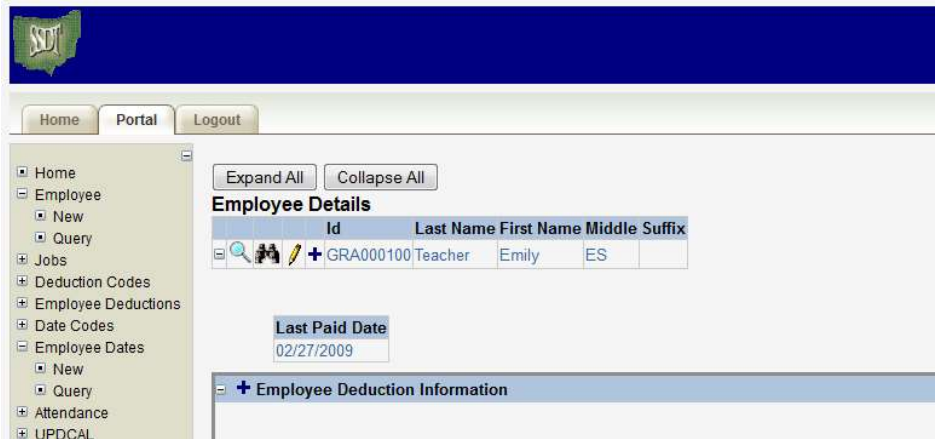 SSDT
Home Portal Logout
Home
Employee
New
Query
Jobs
Deduction Codes
Employee Deductions
Date Codes
Employee Dates
New
Query
Attendance
UPDCAL
Expand All Collapse All
Employee Details
Id Last Name First Name Middle Suffix
GRA000100 Teacher Emily ES
Last Paid Date
02/27/2009
Employee Deduction Information